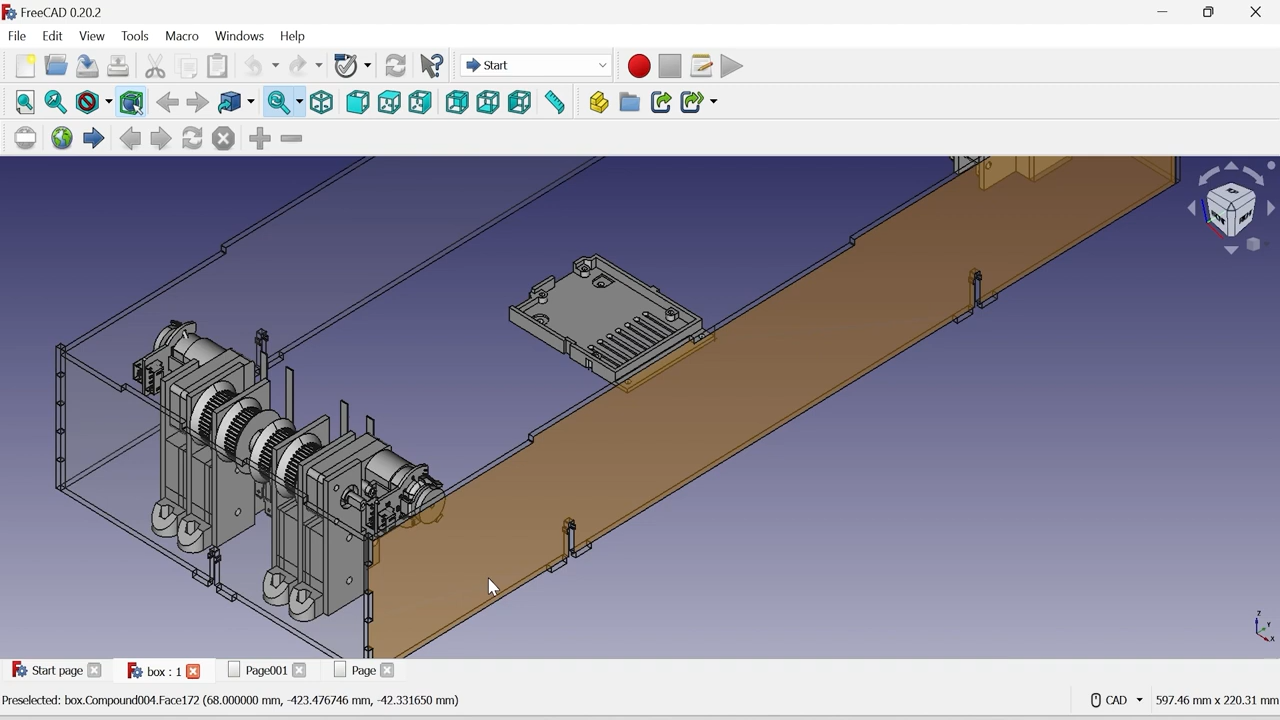 FreeCAD 0.20.2
File Edit View Tools Macro Windows Help
Start
Start page box : 1 Page001 Page
Preselected: box.Compound004.Face172 (68.000000 mm, -423.476746 mm, -42.331650 mm) CAD 597.46 mm x 220.31 mm
Z
Y
X